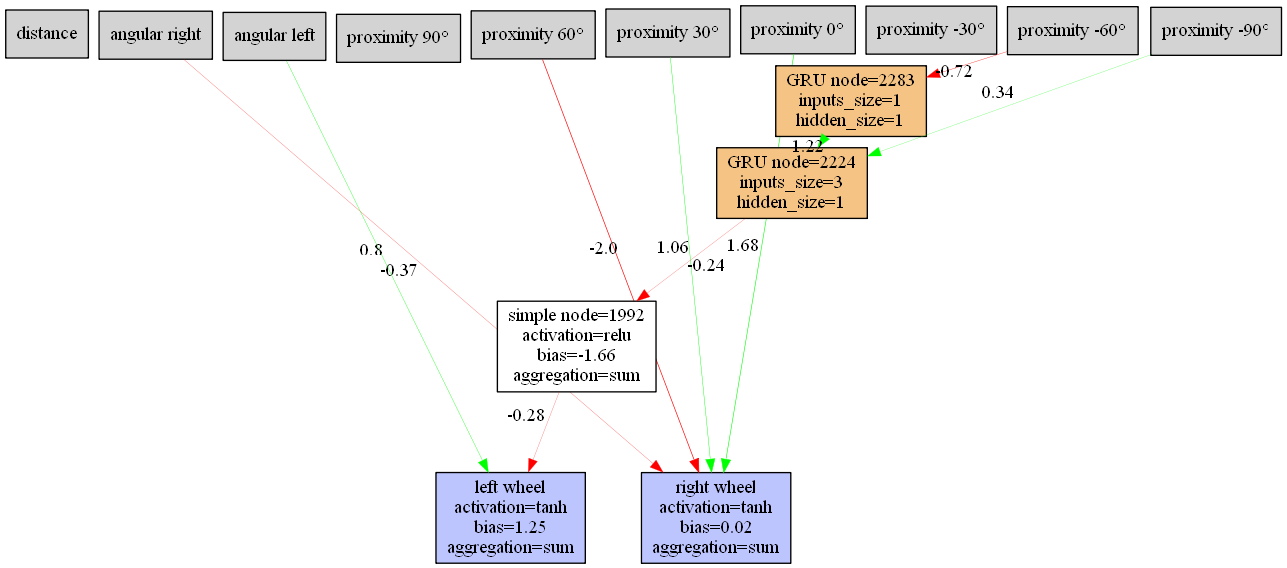 distance
angular right
angular left
proximity 90°
proximity 60°
proximity 30°
proximity 0°
proximity -30°
proximity -60°
proximity -90°
GRU node=2283
inputs_size=1
hidden_size=1
-0.72
0.34
1.22
GRU node=2224
inputs_size=3
hidden_size=1
0.8
-0.37
-2.0
1.06
-0.24
1.68
simple node=1992
activation=relu
bias=-1.66
aggregation=sum
-0.28
left wheel
activation=tanh
bias=1.25
aggregation=sum
right wheel
activation=tanh
bias=0.02
aggregation=sum